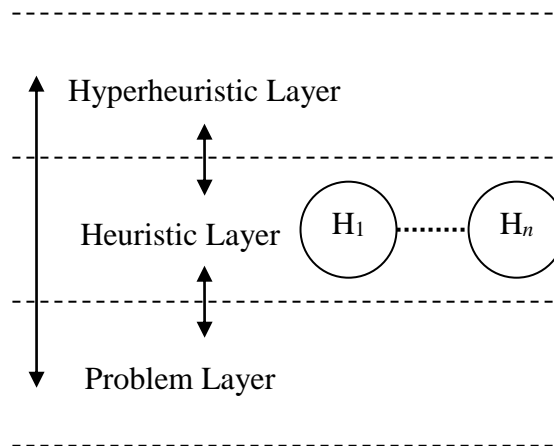 Hyperheuristic Layer
Heuristic Layer
H1
Hn
Problem Layer